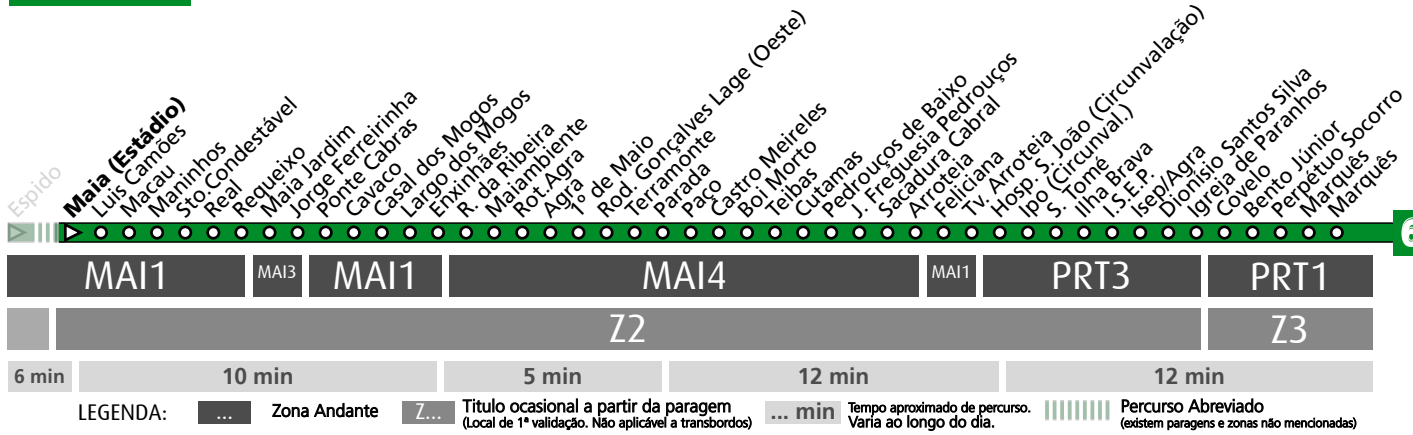 Espido
Maia (Estádio)
Luis Camões
Macau
Maninhos
Sto.Condestável
Real
Requeixo
Maia Jardim
Jorge Ferreirinha
Ponte Cabras
Cavaco
Casal dos Mogos
Largo dos Mogos
Enxinhães
R. da Ribeira
Maiambiente
Rot.Agra
Agra
1º de Maio
Rod. Gonçalves Lage (Oeste)
Terramonte
Parada
Paço
Castro Meireles
Boi Morto
Teibas
Cutamas
Pedrouços de Baixo
J. Freguesia Pedrouços
Sacadura Cabral
Arroteia
Feliciana
Tv. Arroteia
Hosp. S. João (Circunvalação)
Ipo (Circunval.)
S. Tomé
Ilha Brava
I.S.E.P.
Isep/Agra
Dionísio Santos Silva
Igreja de Paranhos
Covelo
Bento Júnior
Perpétuo Socorro
Marquês
Marquês
6
MAI1 MAI3 MAI1 MAI4 MAI1 PRT3 PRT1
Z2 Z3
6 min 10 min 5 min 12 min 12 min
LEGENDA: ... Zona Andante Z... Titulo ocasional a partir da paragem
(Local de 1ª validação. Não aplicável a transbordos)
... min Tempo aproximado de percurso.
Varia ao longo do dia.
Percurso Abreviado
(existem paragens e zonas não mencionadas)